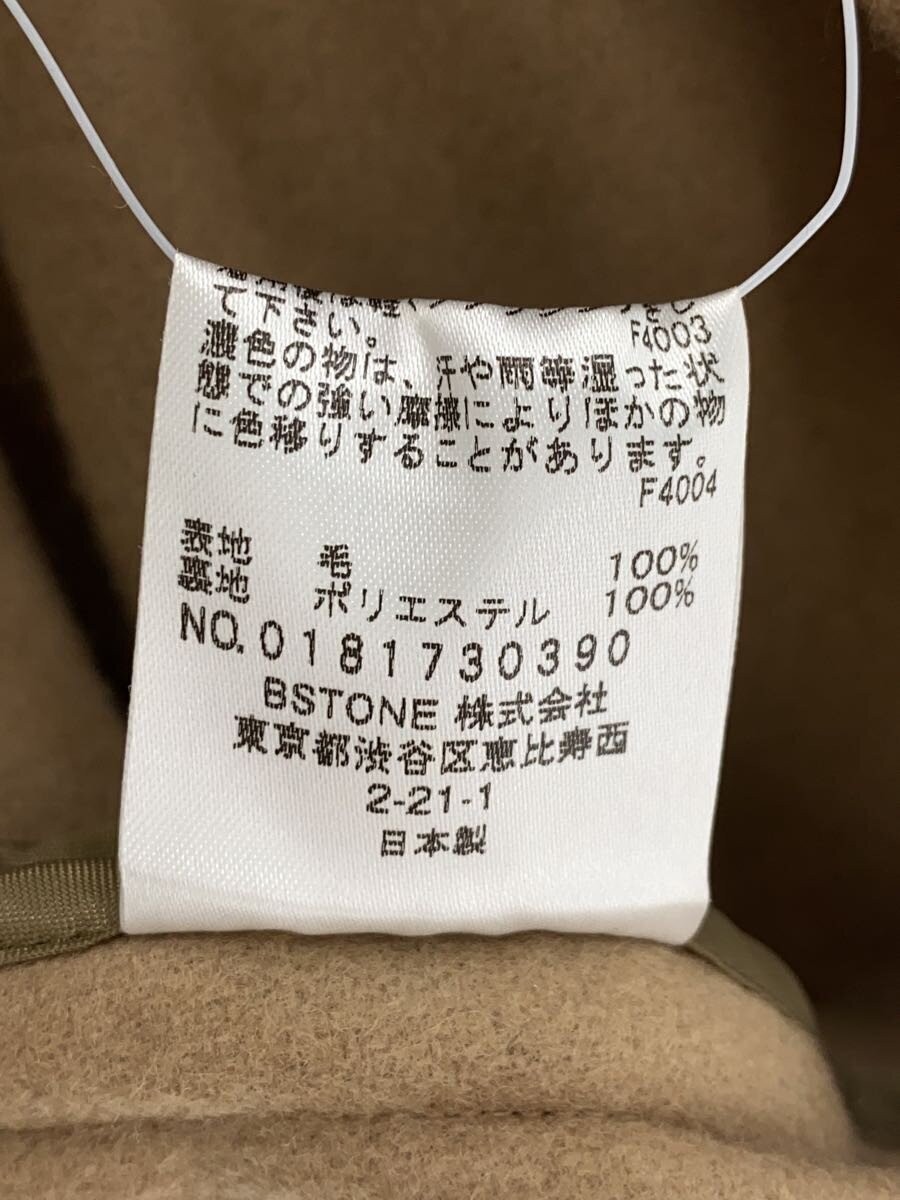 て下さい。
F4003
濃色の物は、汗や雨等湿った状
態での強い摩擦によりほかの物
に色移りすることがあります。
F4004
表地 毛 100%
裏地 ポリエステル 100%
NO.0181730390
BSTONE 株式会社
東京都渋谷区恵比寿西
2-21-1
日本製